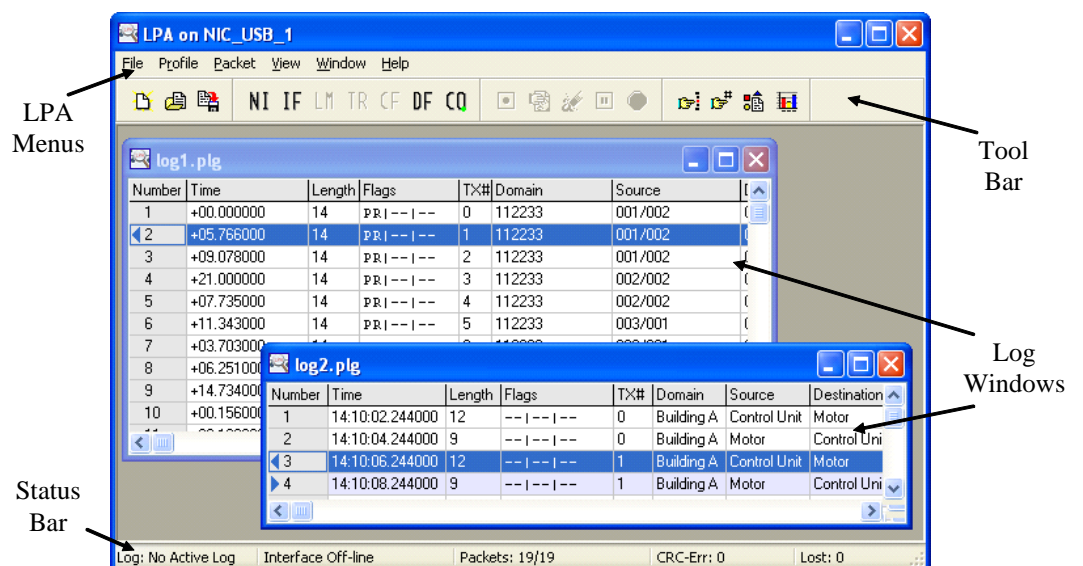 LPA on NIC_USB_1
File Profile Packet View Window Help
NI IF LM TR CF DF CQ
LPA
Menus
Tool
Bar
log1.plg
Number Time Length Flags TX# Domain Source
1 +00.000000 14 PR|--|-- 0 112233 001/002
2 +05.766000 14 PR|--|-- 1 112233 001/002
3 +09.078000 14 PR|--|-- 2 112233 001/002
4 +21.000000 14 PR|--|-- 3 112233 002/002
5 +07.735000 14 PR|--|-- 4 112233 002/002
6 +11.343000 14 PR|--|-- 5 112233 003/001
7 +03.703000
8 +06.251000
9 +14.734000
10 +00.156000
Log
Windows
log2.plg
Number Time Length Flags TX# Domain Source Destination
1 14:10:02.244000 12 --|--|-- 0 Building A Control Unit Motor
2 14:10:04.244000 9 --|--|-- 0 Building A Motor Control Uni
3 14:10:06.244000 12 --|--|-- 1 Building A Control Unit Motor
4 14:10:08.244000 9 --|--|-- 1 Building A Motor Control Uni
Status
Bar
Log: No Active Log Interface Off-line Packets: 19/19 CRC-Err: 0 Lost: 0